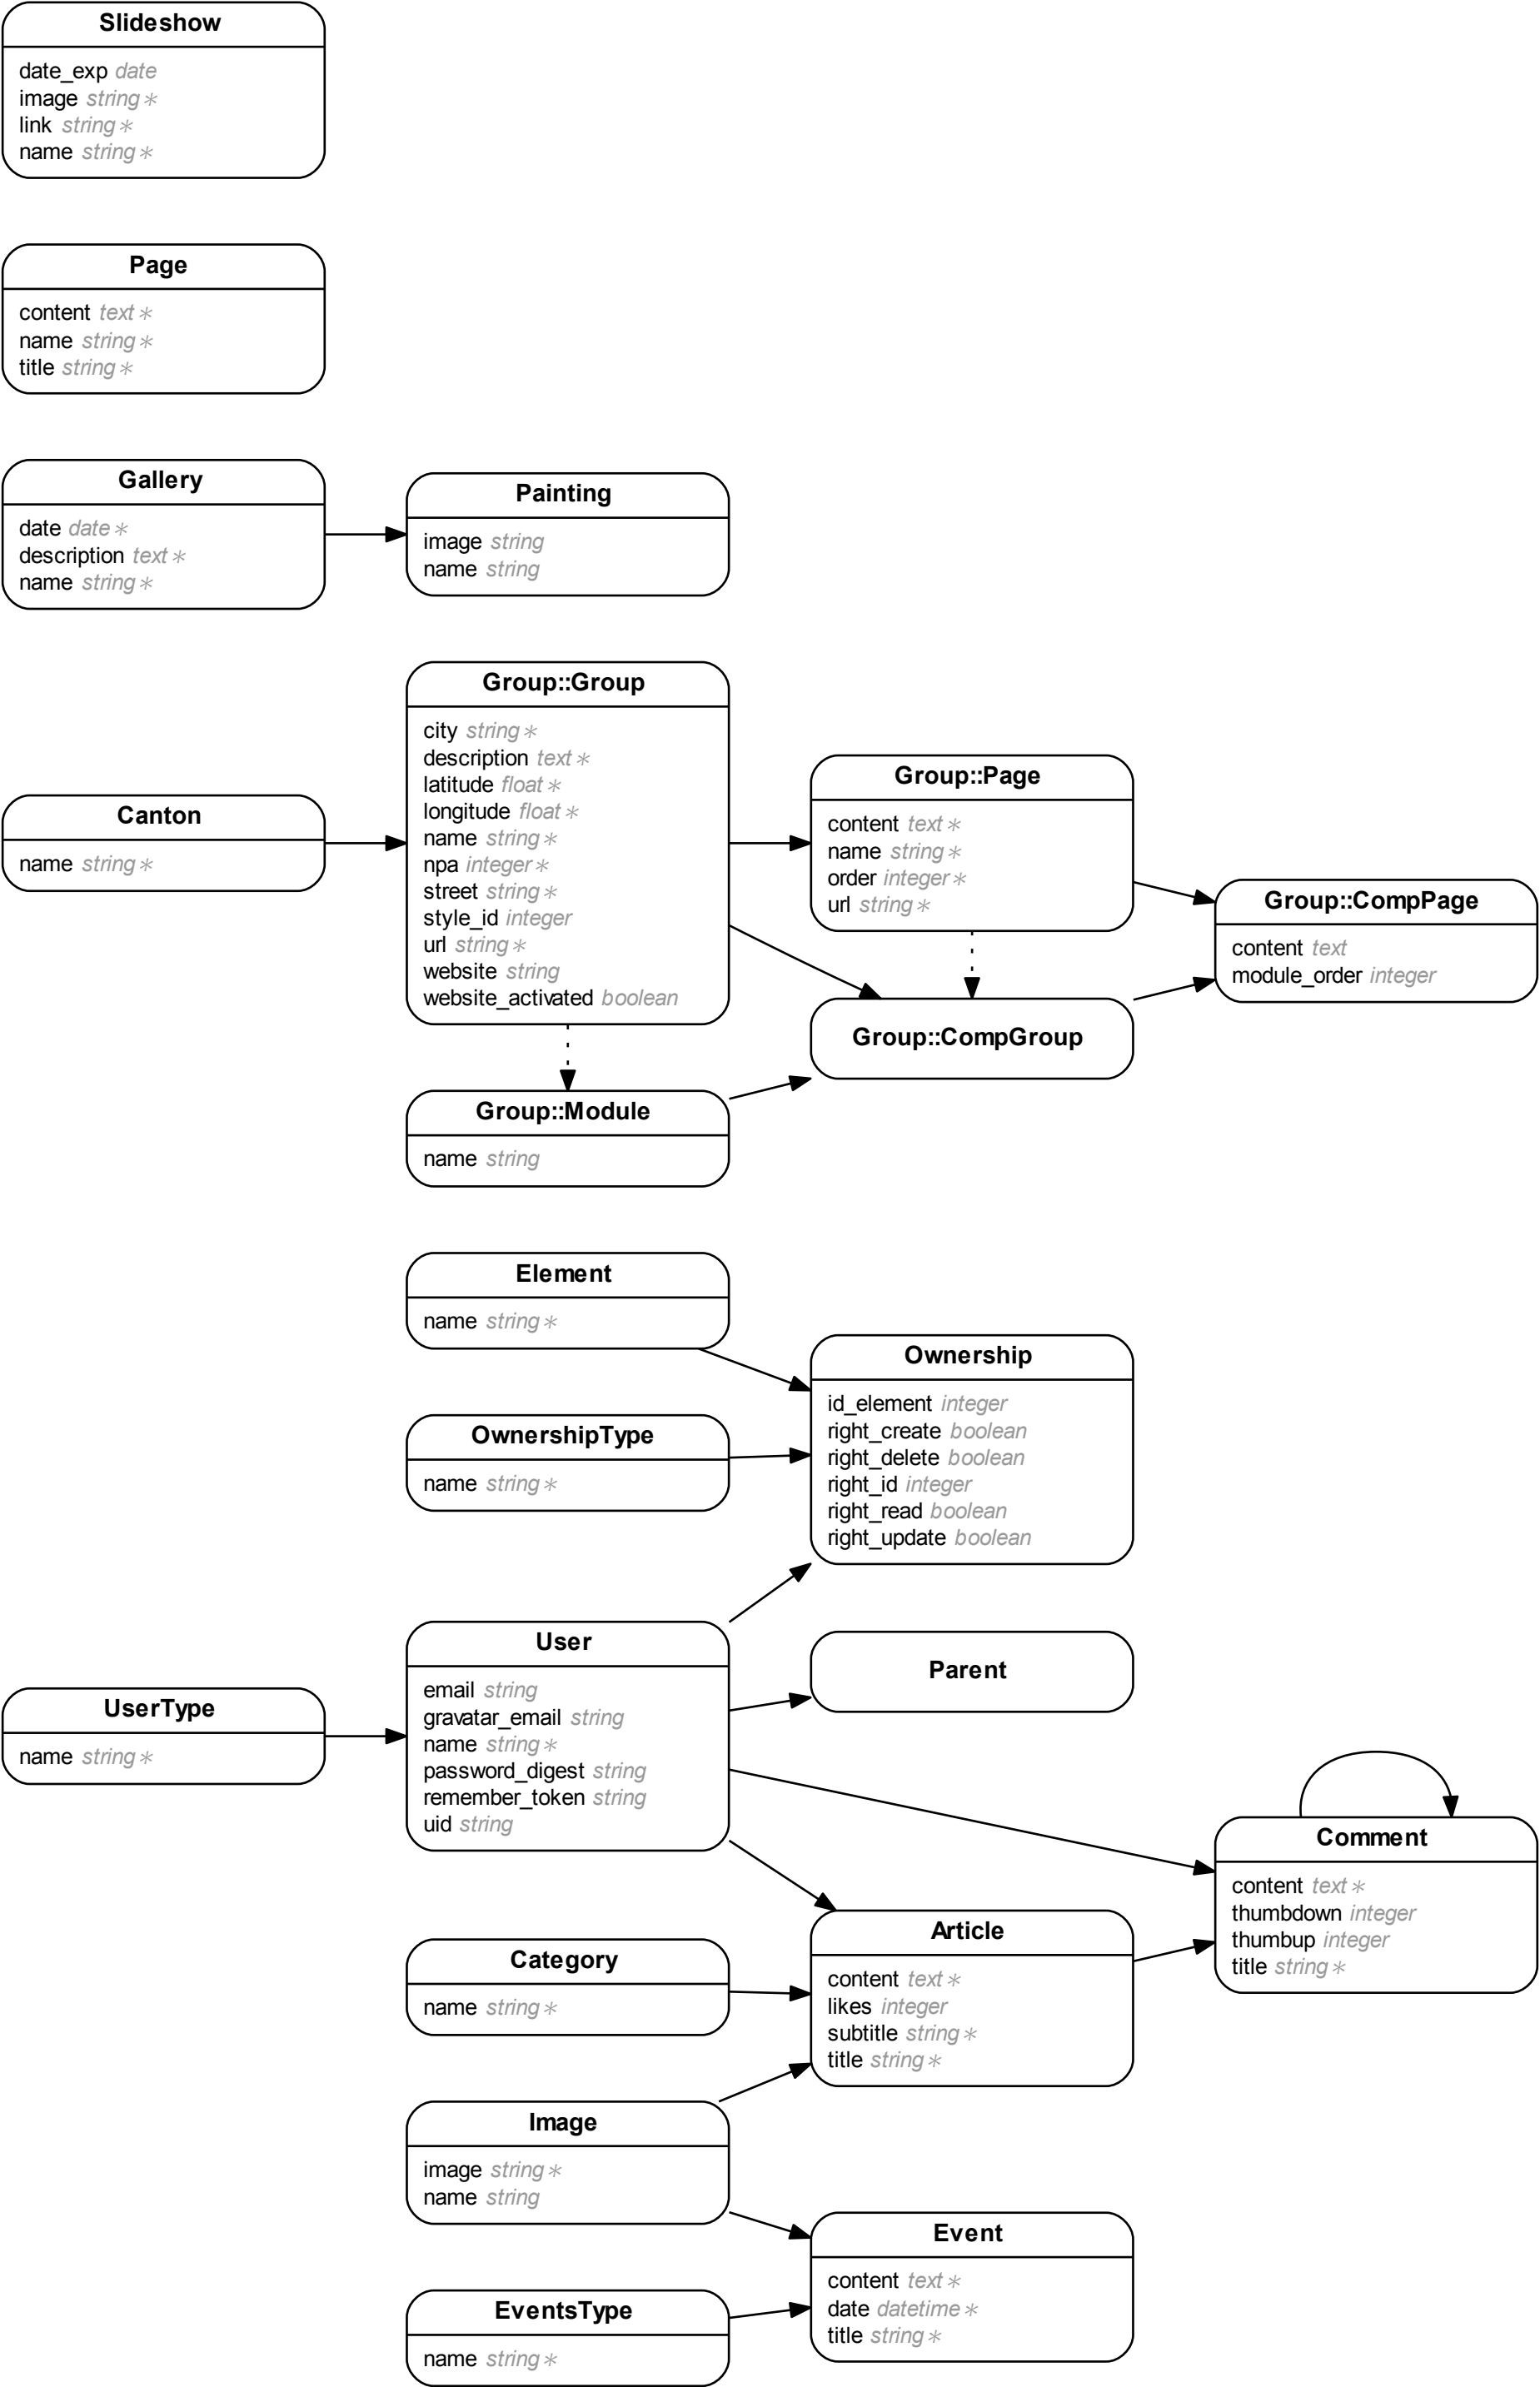 Slideshow
date_exp date
image string ∗
link string ∗
name string ∗
Page
content text ∗
name string ∗
title string ∗
Gallery
date date ∗
description text ∗
name string ∗
Painting
image string
name string
Canton
name string ∗
Group::Group
city string ∗
description text ∗
latitude float ∗
longitude float ∗
name string ∗
npa integer ∗
street string ∗
style_id integer
url string ∗
website string
website_activated boolean
Group::Page
content text ∗
name string ∗
order integer ∗
url string ∗
Group::CompPage
content text
module_order integer
Group::CompGroup
Group::Module
name string
Element
name string ∗
OwnershipType
name string ∗
Ownership
id_element integer
right_create boolean
right_delete boolean
right_id integer
right_read boolean
right_update boolean
UserType
name string ∗
User
email string
gravatar_email string
name string ∗
password_digest string
remember_token string
uid string
Parent
Comment
content text ∗
thumbdown integer
thumbup integer
title string ∗
Category
name string ∗
Article
content text ∗
likes integer
subtitle string ∗
title string ∗
Image
image string ∗
name string
EventsType
name string ∗
Event
content text ∗
date datetime ∗
title string ∗